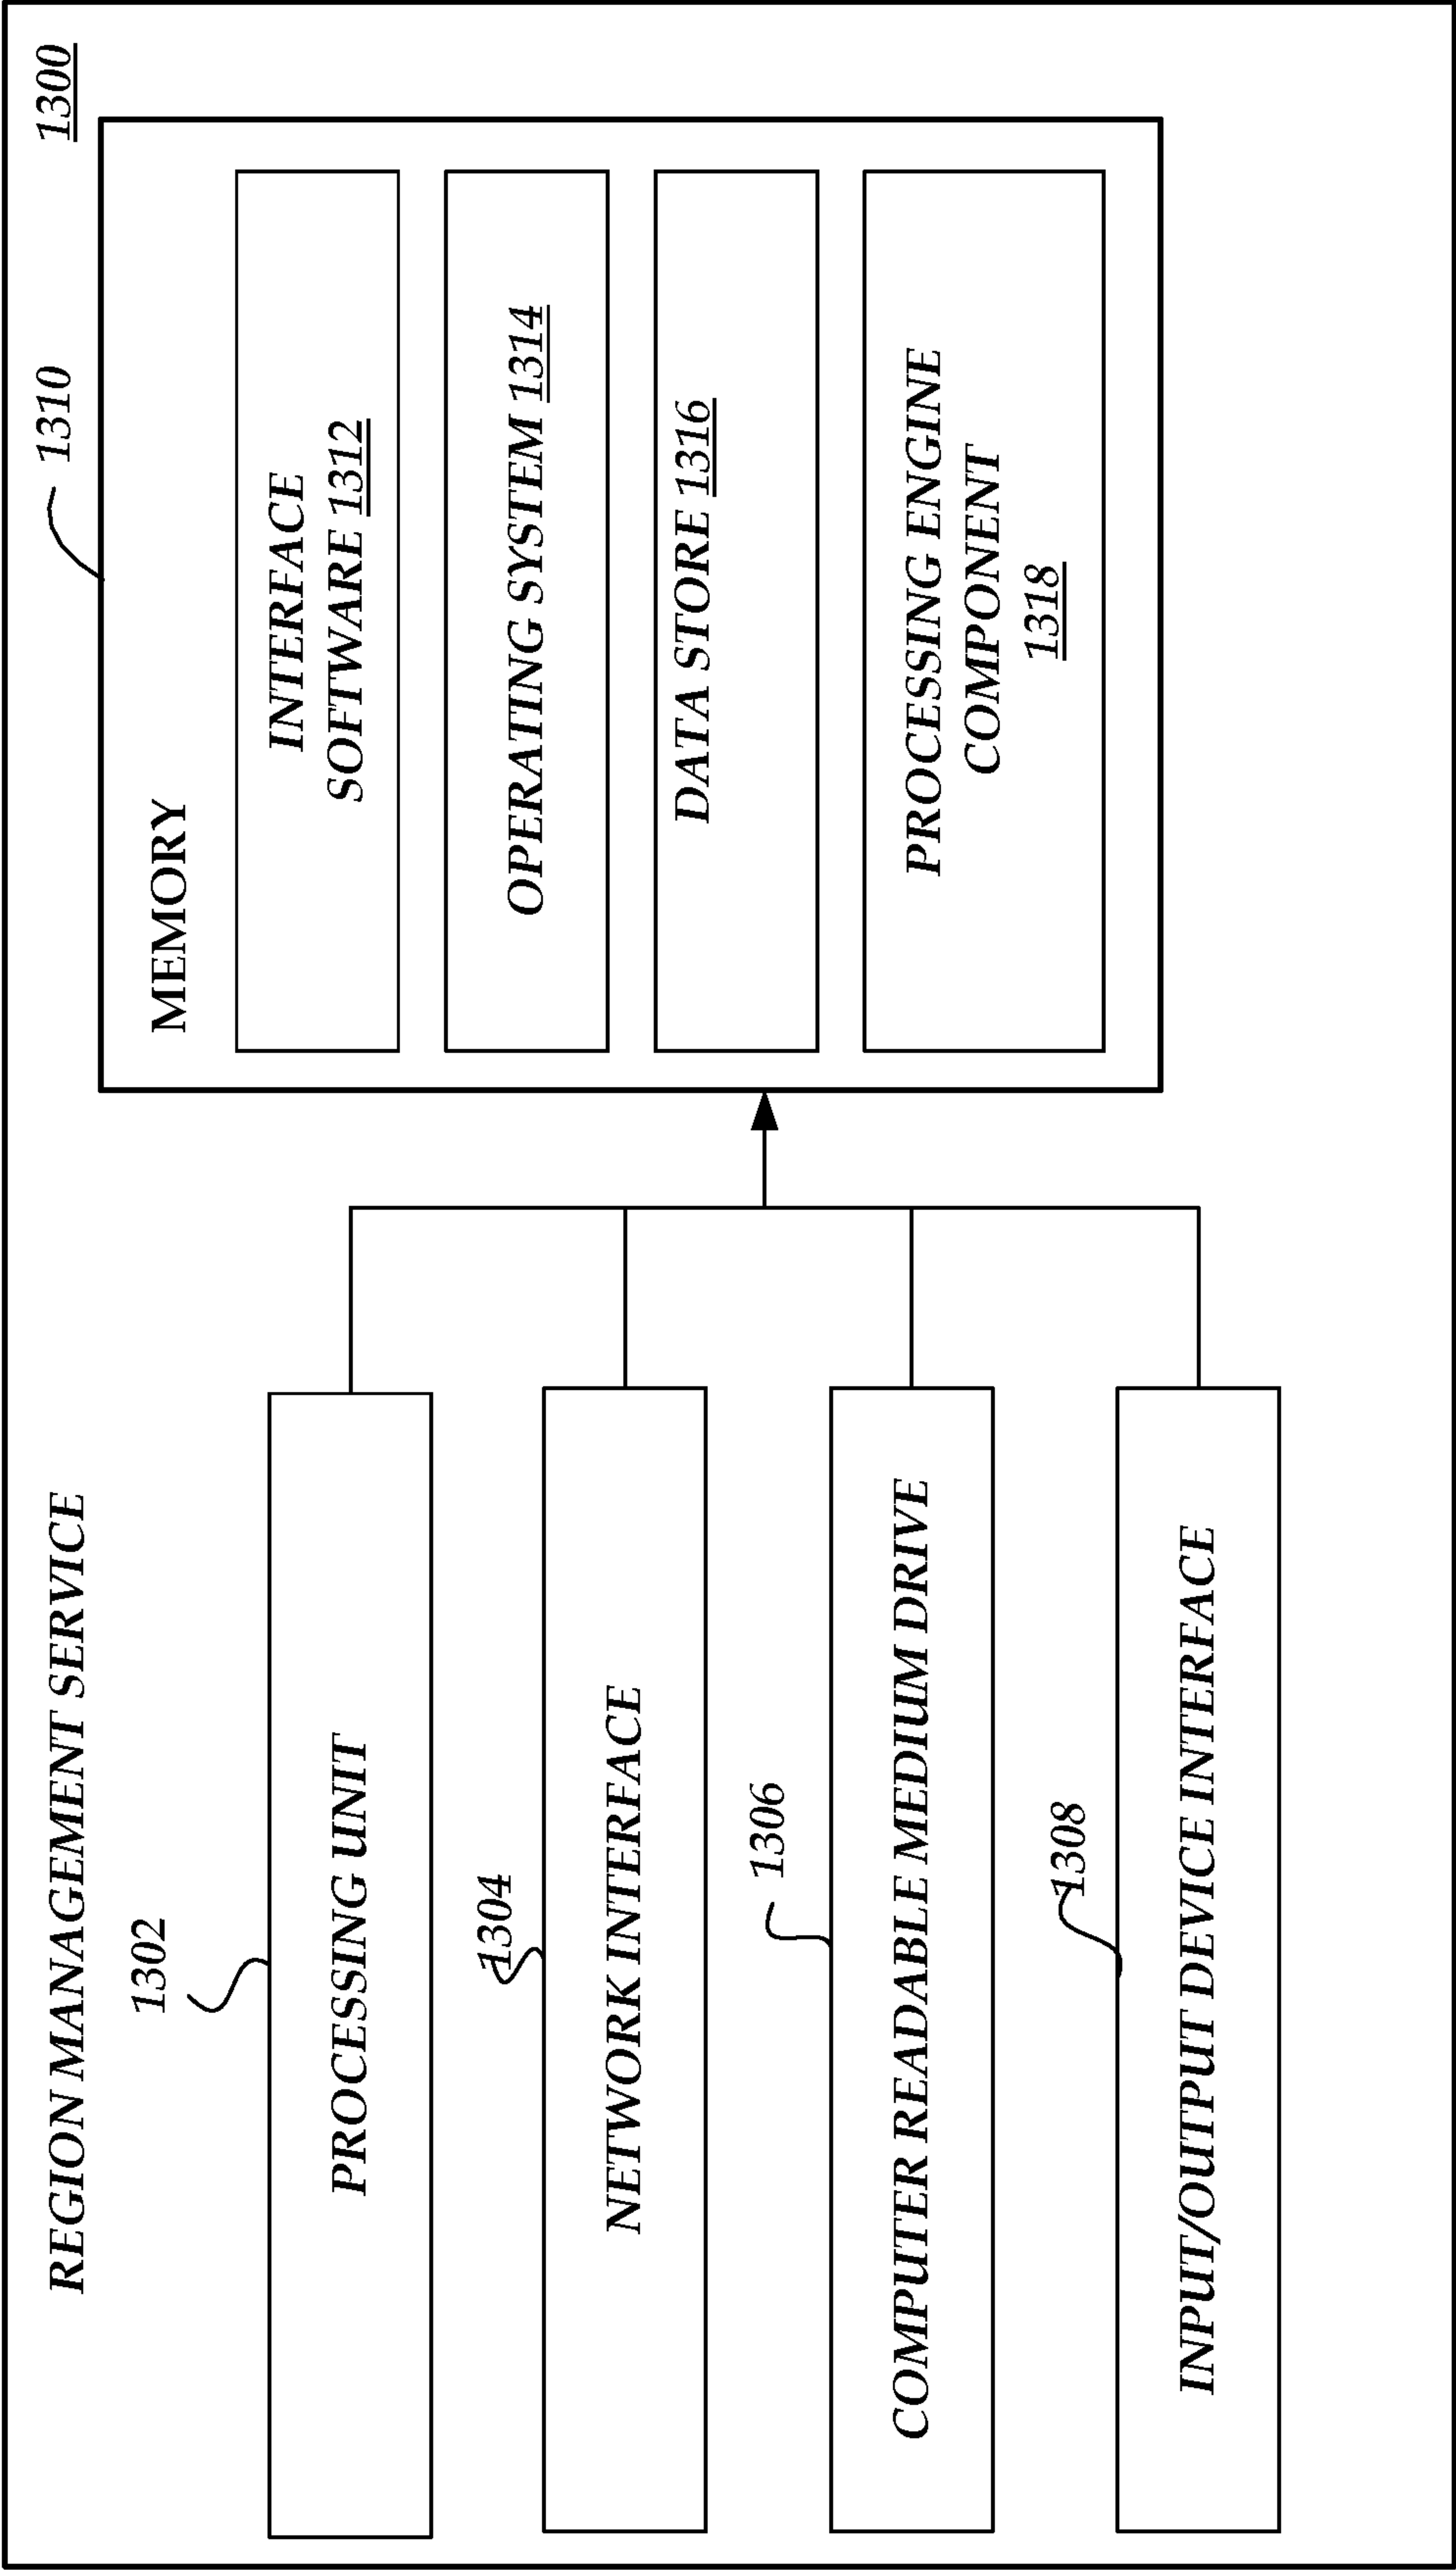 REGION MANAGEMENT SERVICE
1300
1302
PROCESSING UNIT
1304
NETWORK INTERFACE
1306
COMPUTER READABLE MEDIUM DRIVE
1308
INPUT/OUTPUT DEVICE INTERFACE
1310
MEMORY
INTERFACE
SOFTWARE 1312
OPERATING SYSTEM 1314
DATA STORE 1316
PROCESSING ENGINE
COMPONENT
1318